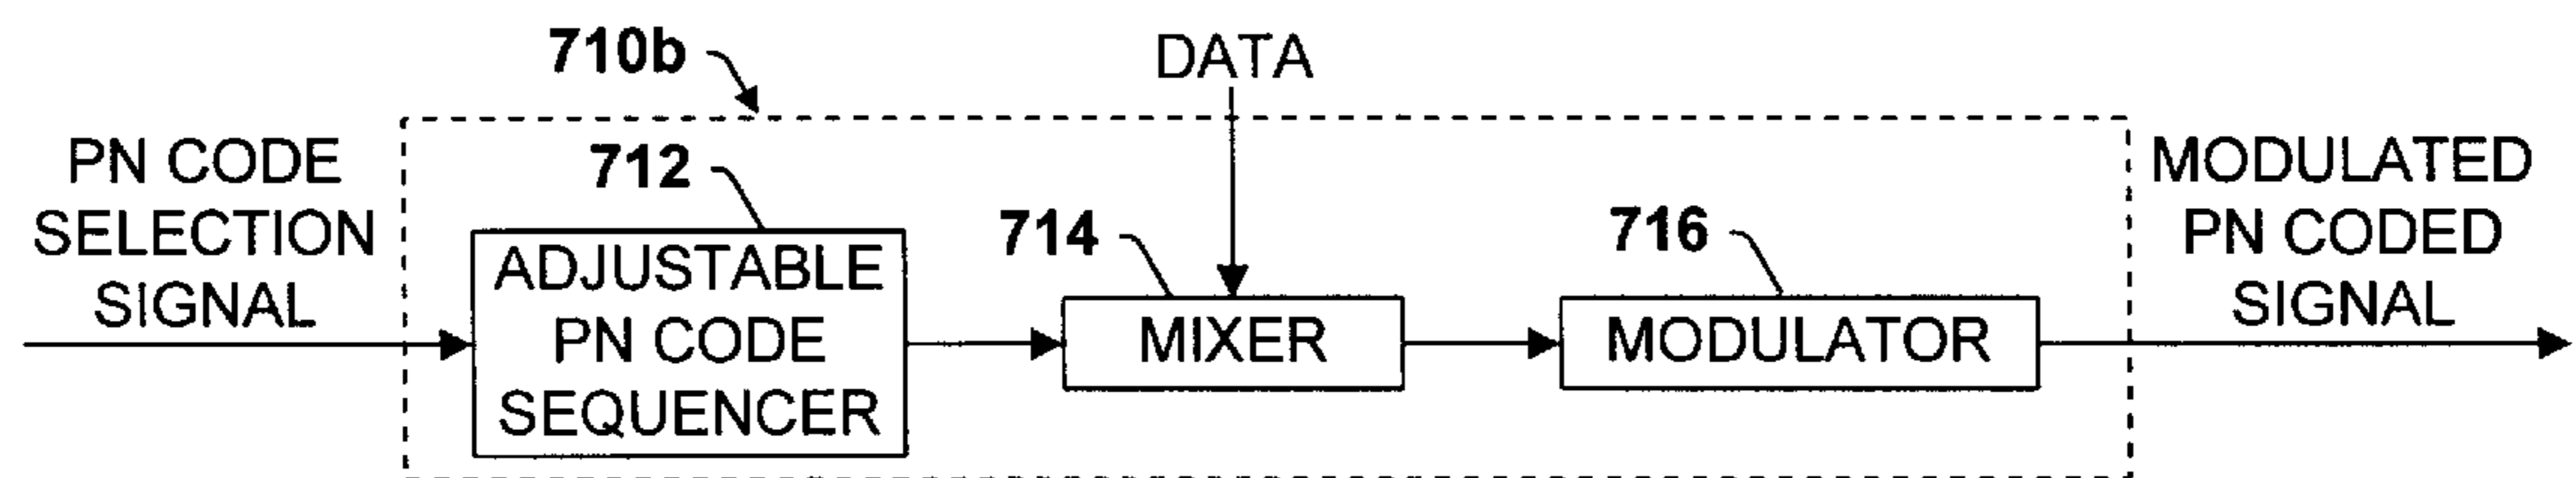 710b
DATA
PN CODE
SELECTION
SIGNAL
712
ADJUSTABLE
PN CODE
SEQUENCER
714
MIXER
716
MODULATOR
MODULATED
PN CODED
SIGNAL